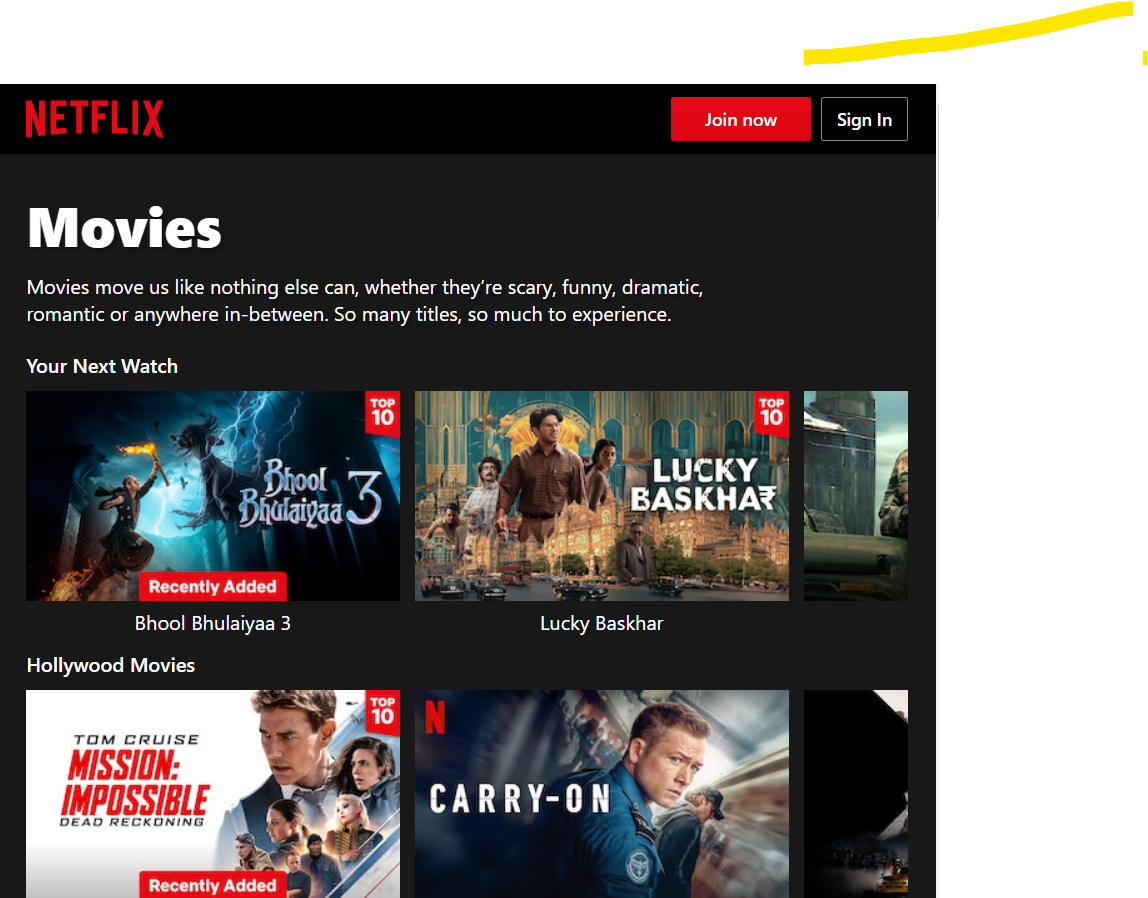 NETFLIX
Join now
Sign In
Movies
Movies move us like nothing else can, whether they’re scary, funny, dramatic,
romantic or anywhere in-between. So many titles, so much to experience.
Your Next Watch
TOP
10
Bhool
Bhulaiyaa 3
Recently Added
TOP
10
LUCKY
BASKHA₹
Bhool Bhulaiyaa 3
Lucky Baskhar
Hollywood Movies
TOP
10
TOM CRUISE
MISSION:
IMPOSSIBLE
DEAD RECKONING
Recently Added
N
CARRY-ON